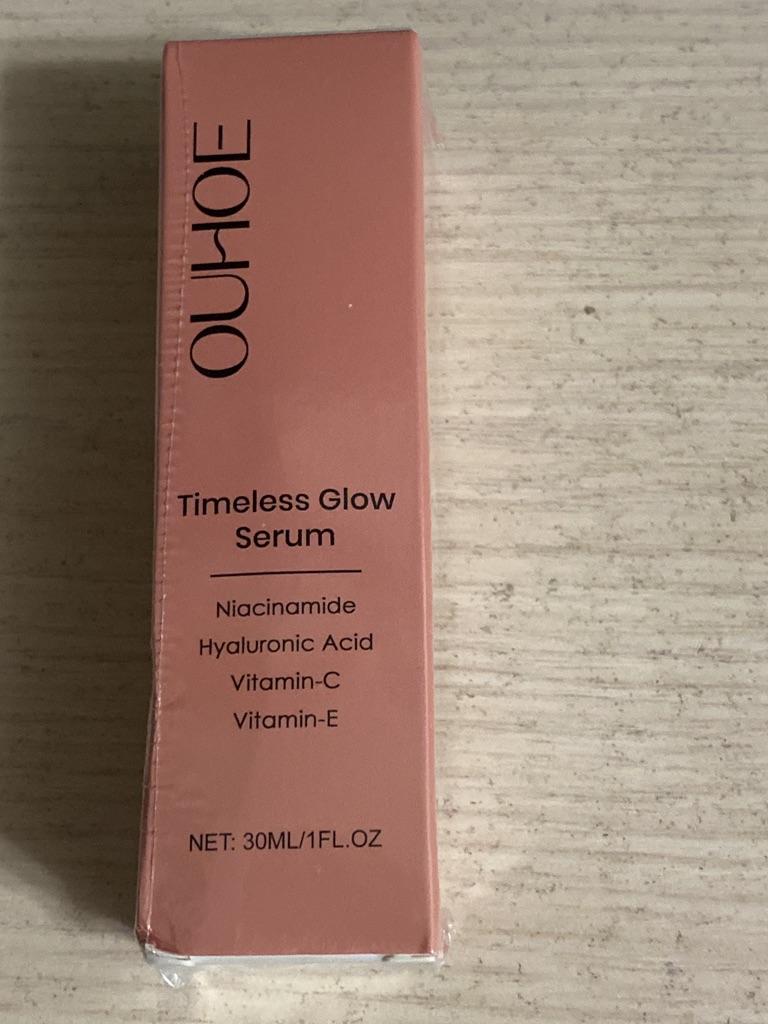 OUHOE
Timeless Glow
Serum
Niacinamide
Hyaluronic Acid
Vitamin-C
Vitamin-E
NET: 30ML/1FL.OZ